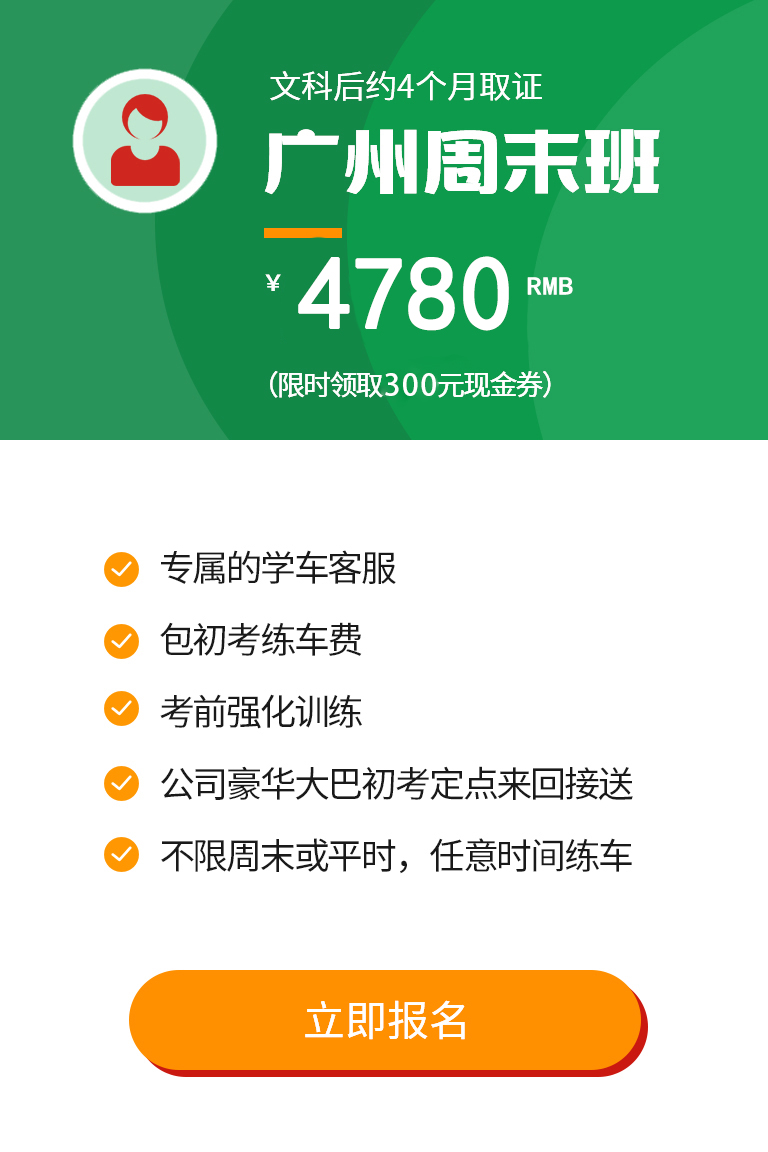 文科后约4个月取证
广州周末班
¥ 4780 RMB
（限时领取300元现金券）
专属的学车客服
包初考练车费
考前强化训练
公司豪华大巴初考定点来回接送
不限周末或平时，任意时间练车
立即报名